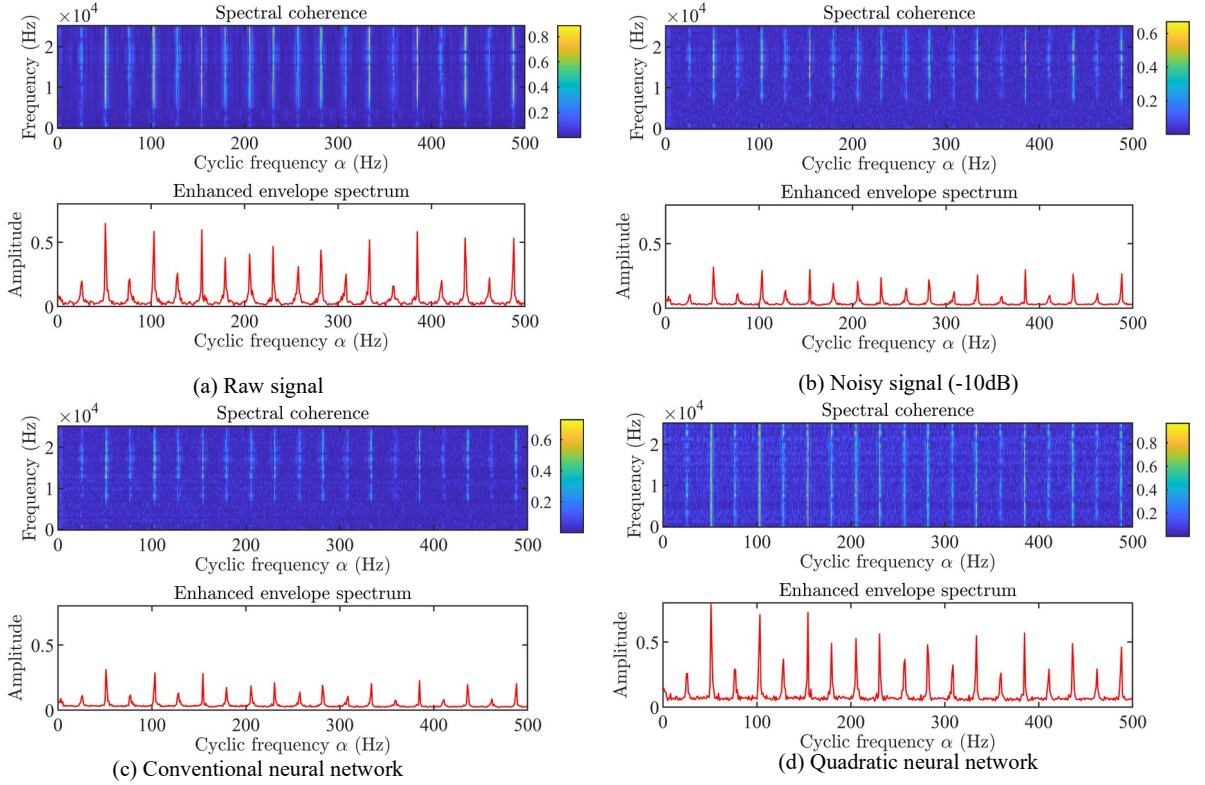 Spectral coherence
×10⁴
Frequency (Hz)
2
1
0
0 100 200 300 400 500
Cyclic frequency α (Hz)
0.8
0.6
0.4
0.2
Enhanced envelope spectrum
Amplitude
0.5
0
0 100 200 300 400 500
Cyclic frequency α (Hz)
(a) Raw signal
Spectral coherence
×10⁴
Frequency (Hz)
2
1
0
0 100 200 300 400 500
Cyclic frequency α (Hz)
0.6
0.4
0.2
Enhanced envelope spectrum
Amplitude
0.5
0
0 100 200 300 400 500
Cyclic frequency α (Hz)
(b) Noisy signal (-10dB)
Spectral coherence
×10⁴
Frequency (Hz)
2
1
0
0 100 200 300 400 500
Cyclic frequency α (Hz)
0.6
0.4
0.2
Enhanced envelope spectrum
Amplitude
0.5
0
0 100 200 300 400 500
Cyclic frequency α (Hz)
(c) Conventional neural network
Spectral coherence
×10⁴
Frequency (Hz)
2
1
0
0 100 200 300 400 500
Cyclic frequency α (Hz)
0.8
0.6
0.4
0.2
Enhanced envelope spectrum
Amplitude
0.5
0
0 100 200 300 400 500
Cyclic frequency α (Hz)
(d) Quadratic neural network